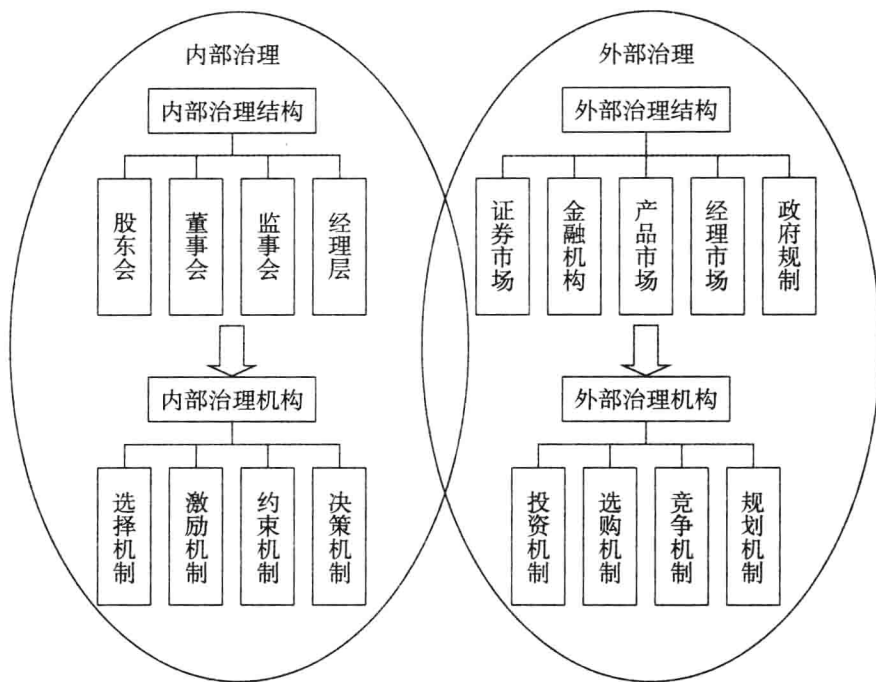 内部治理
内部治理结构
股东会
董事会
监事会
经理层
内部治理机构
选择机制
激励机制
约束机制
决策机制
外部治理
外部治理结构
证券市场
金融机构
产品市场
经理市场
政府规制
外部治理机构
投资机制
选购机制
竞争机制
规划机制